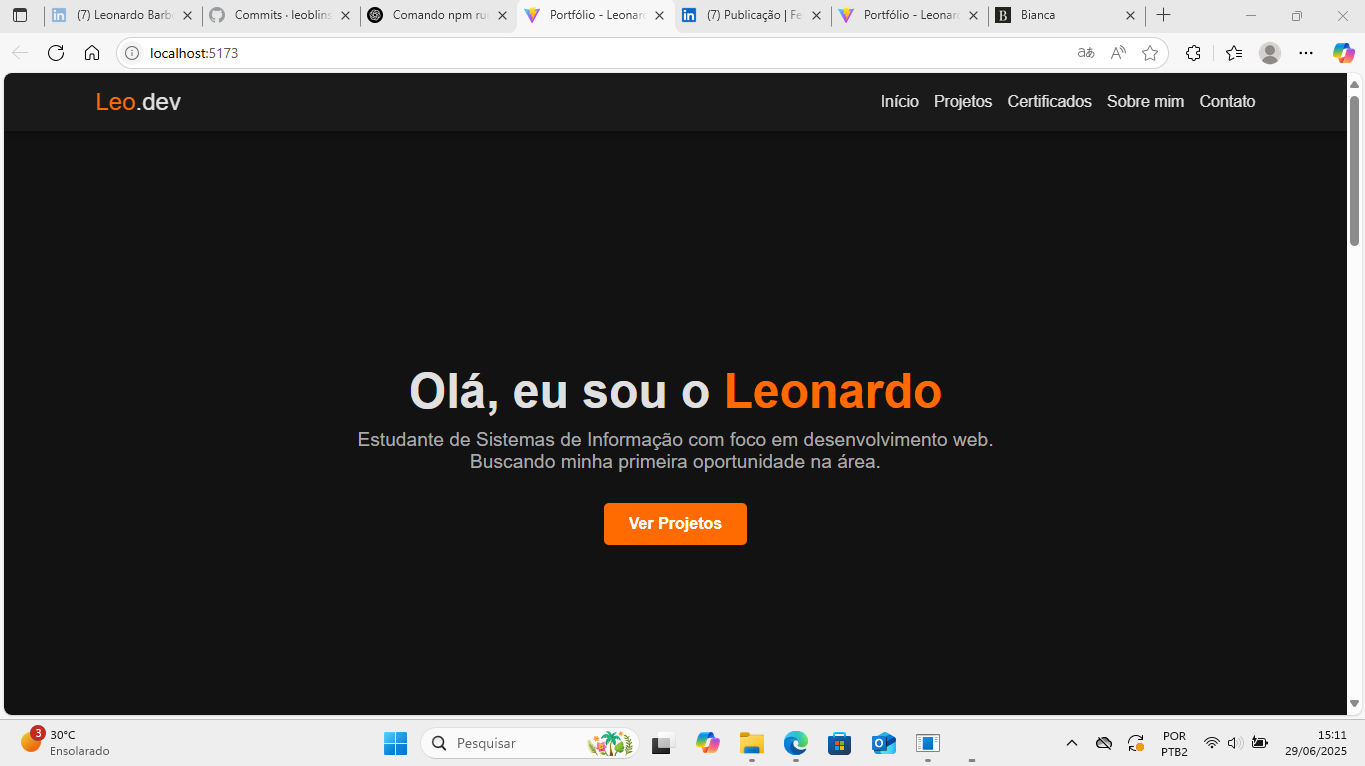 (7) Leonardo Barb
Commits · leoblins
Comando npm ru
Portfólio - Leonar
(7) Publicação | Fe
Portfólio - Leonar
B
Bianca
localhost:5173
Leo.dev
Início
Projetos
Certificados
Sobre mim
Contato
Olá, eu sou o Leonardo
Estudante de Sistemas de Informação com foco em desenvolvimento web.
Buscando minha primeira oportunidade na área.
Ver Projetos
3
30°C
Ensolarado
Pesquisar
POR
PTB2
15:11
29/06/2025